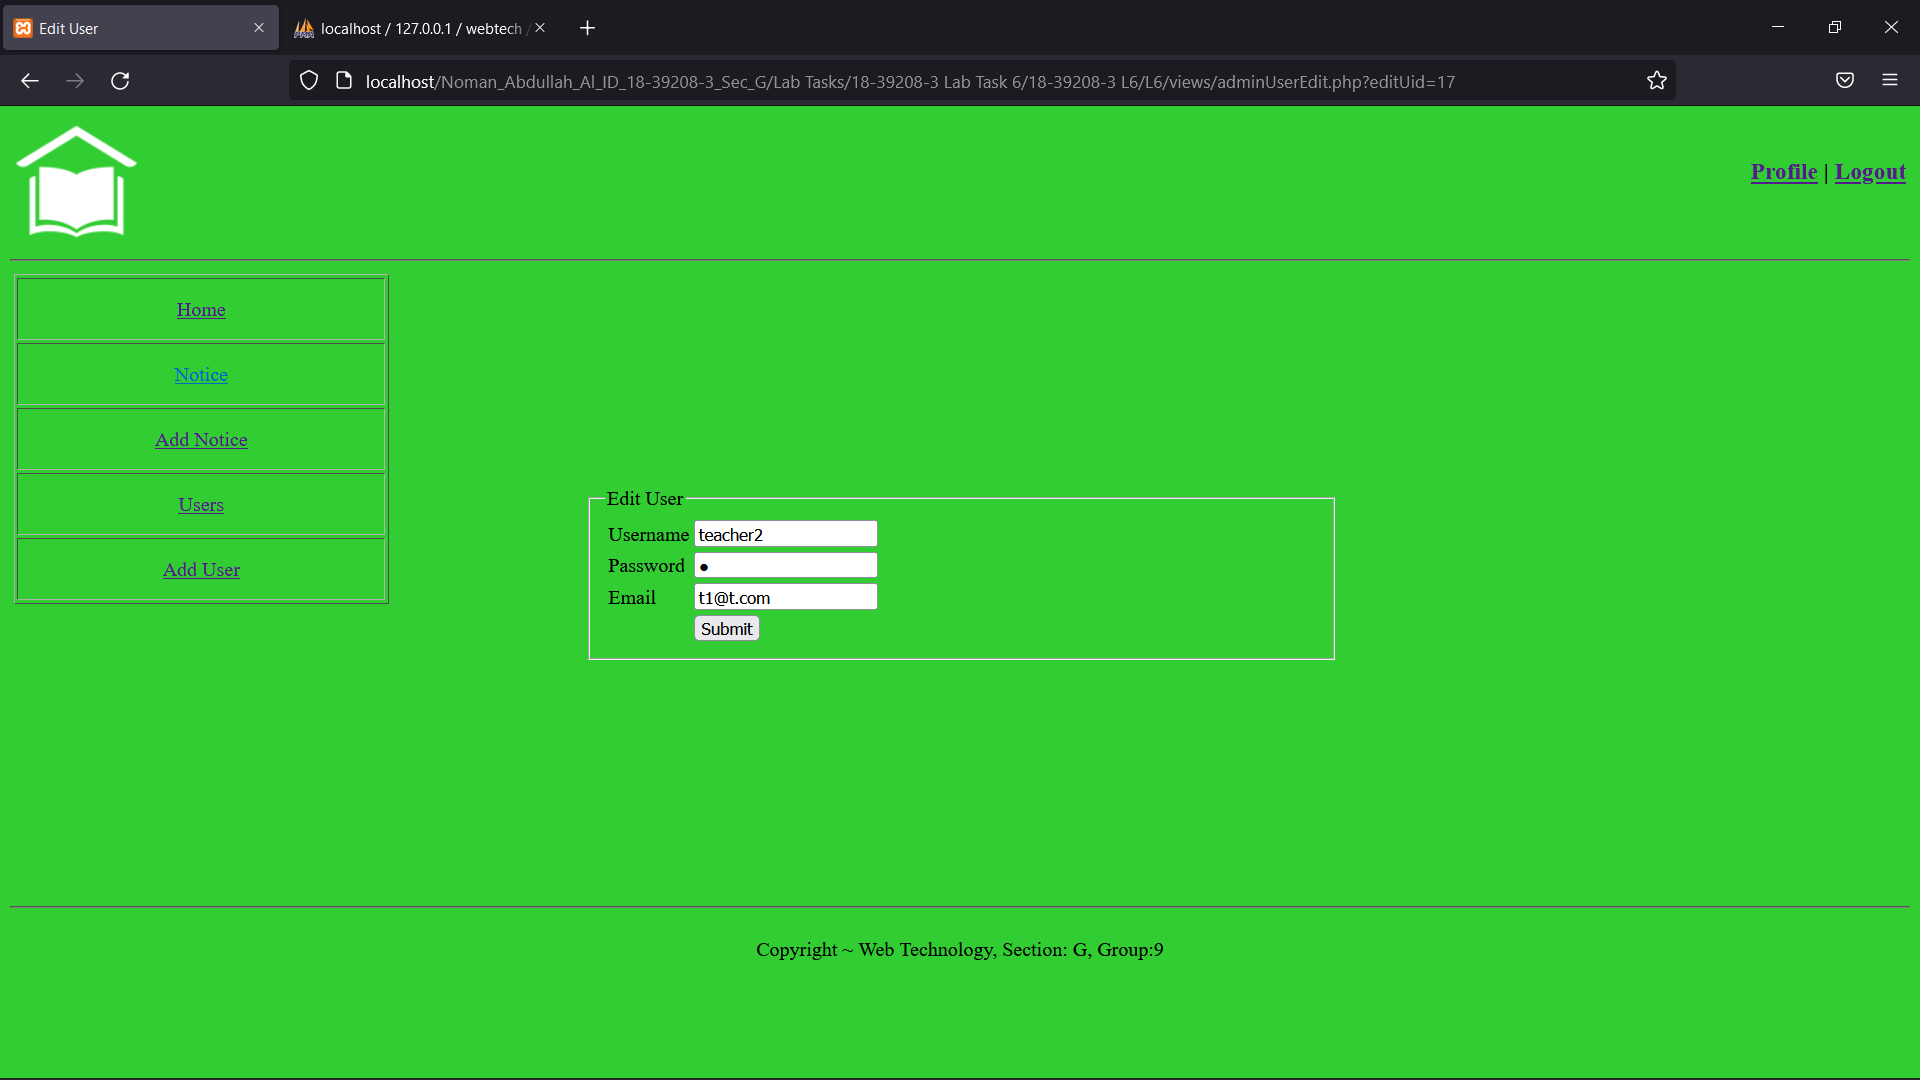 Edit User
localhost / 127.0.0.1 / webtech /
localhost/Noman_Abdullah_Al_ID_18-39208-3_Sec_G/Lab Tasks/18-39208-3 Lab Task 6/18-39208-3 L6/L6/views/adminUserEdit.php?editUid=17
Profile | Logout
Home
Notice
Add Notice
Users
Add User
Edit User
Username teacher2
Password ●
Email t1@t.com
Submit
Copyright ~ Web Technology, Section: G, Group:9